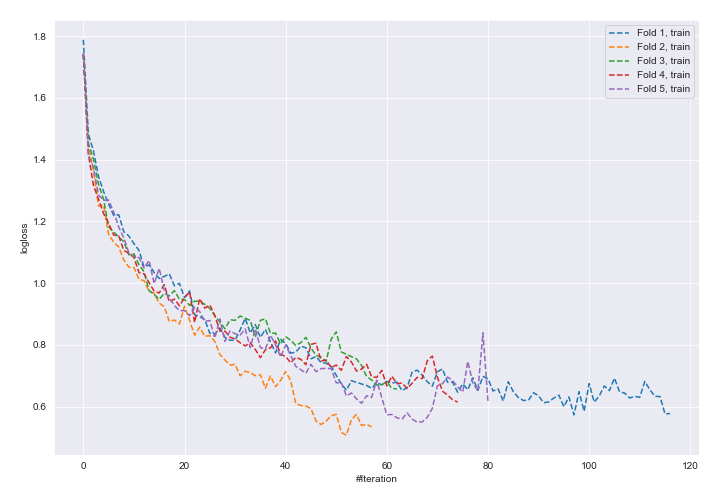 1.8
1.6
1.4
1.2
1.0
0.8
0.6
logloss
0
20
40
60
80
100
120
#Iteration
Fold 1, train
Fold 2, train
Fold 3, train
Fold 4, train
Fold 5, train